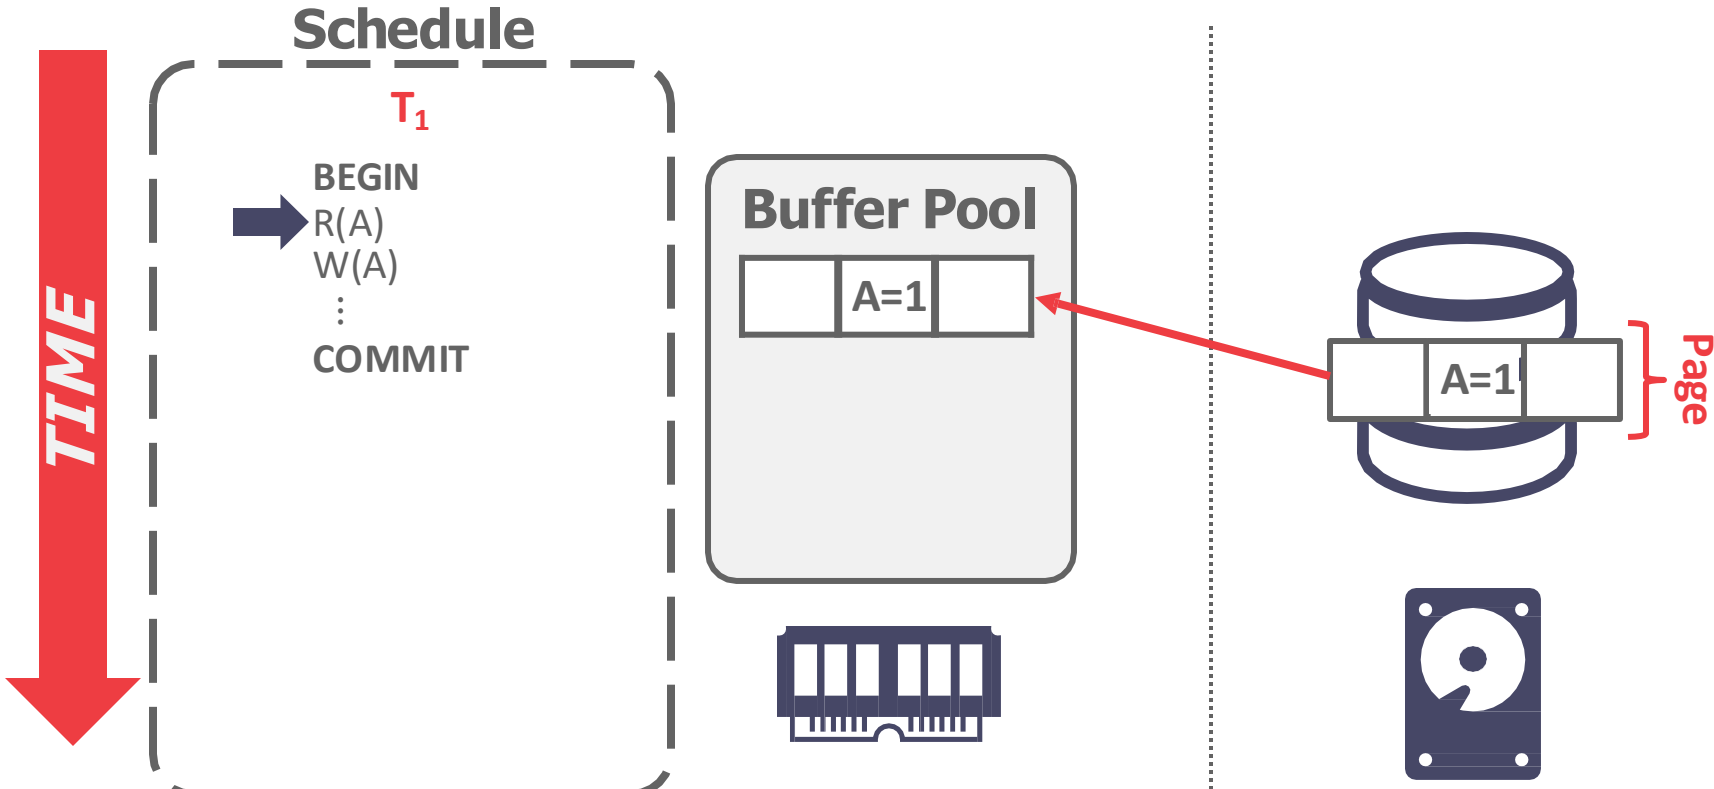 Schedule
TIME
T₁
BEGIN
R(A)
W(A)
⋮
COMMIT
Buffer Pool
A=1
A=1
Page